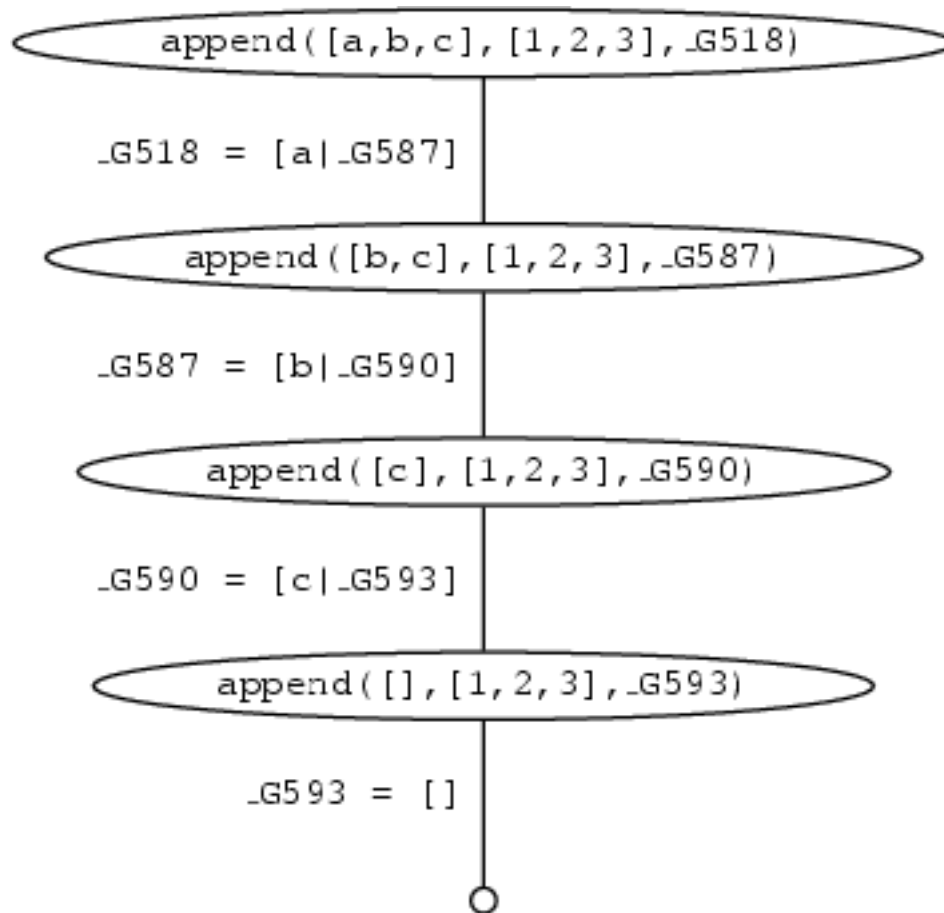 append([a,b,c],[1,2,3],_G518)
_G518 = [a|_G587]
append([b,c],[1,2,3],_G587)
_G587 = [b|_G590]
append([c],[1,2,3],_G590)
_G590 = [c|_G593]
append([],[1,2,3],_G593)
_G593 = []